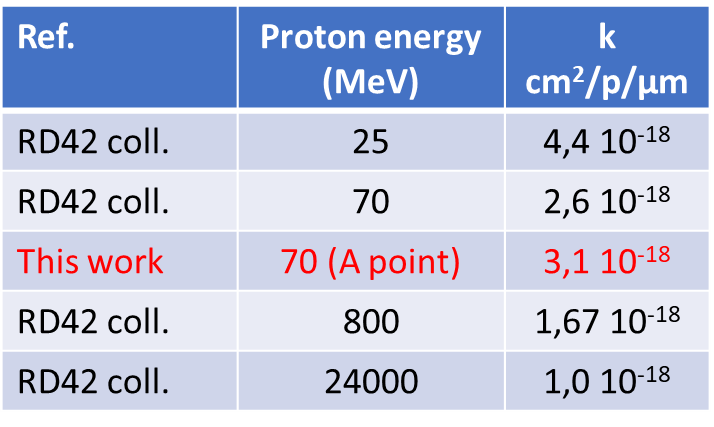 Ref. Proton energy (MeV) k cm²/p/μm
RD42 coll. 25 4,4 10⁻¹⁸
RD42 coll. 70 2,6 10⁻¹⁸
This work 70 (A point) 3,1 10⁻¹⁸
RD42 coll. 800 1,67 10⁻¹⁸
RD42 coll. 24000 1,0 10⁻¹⁸